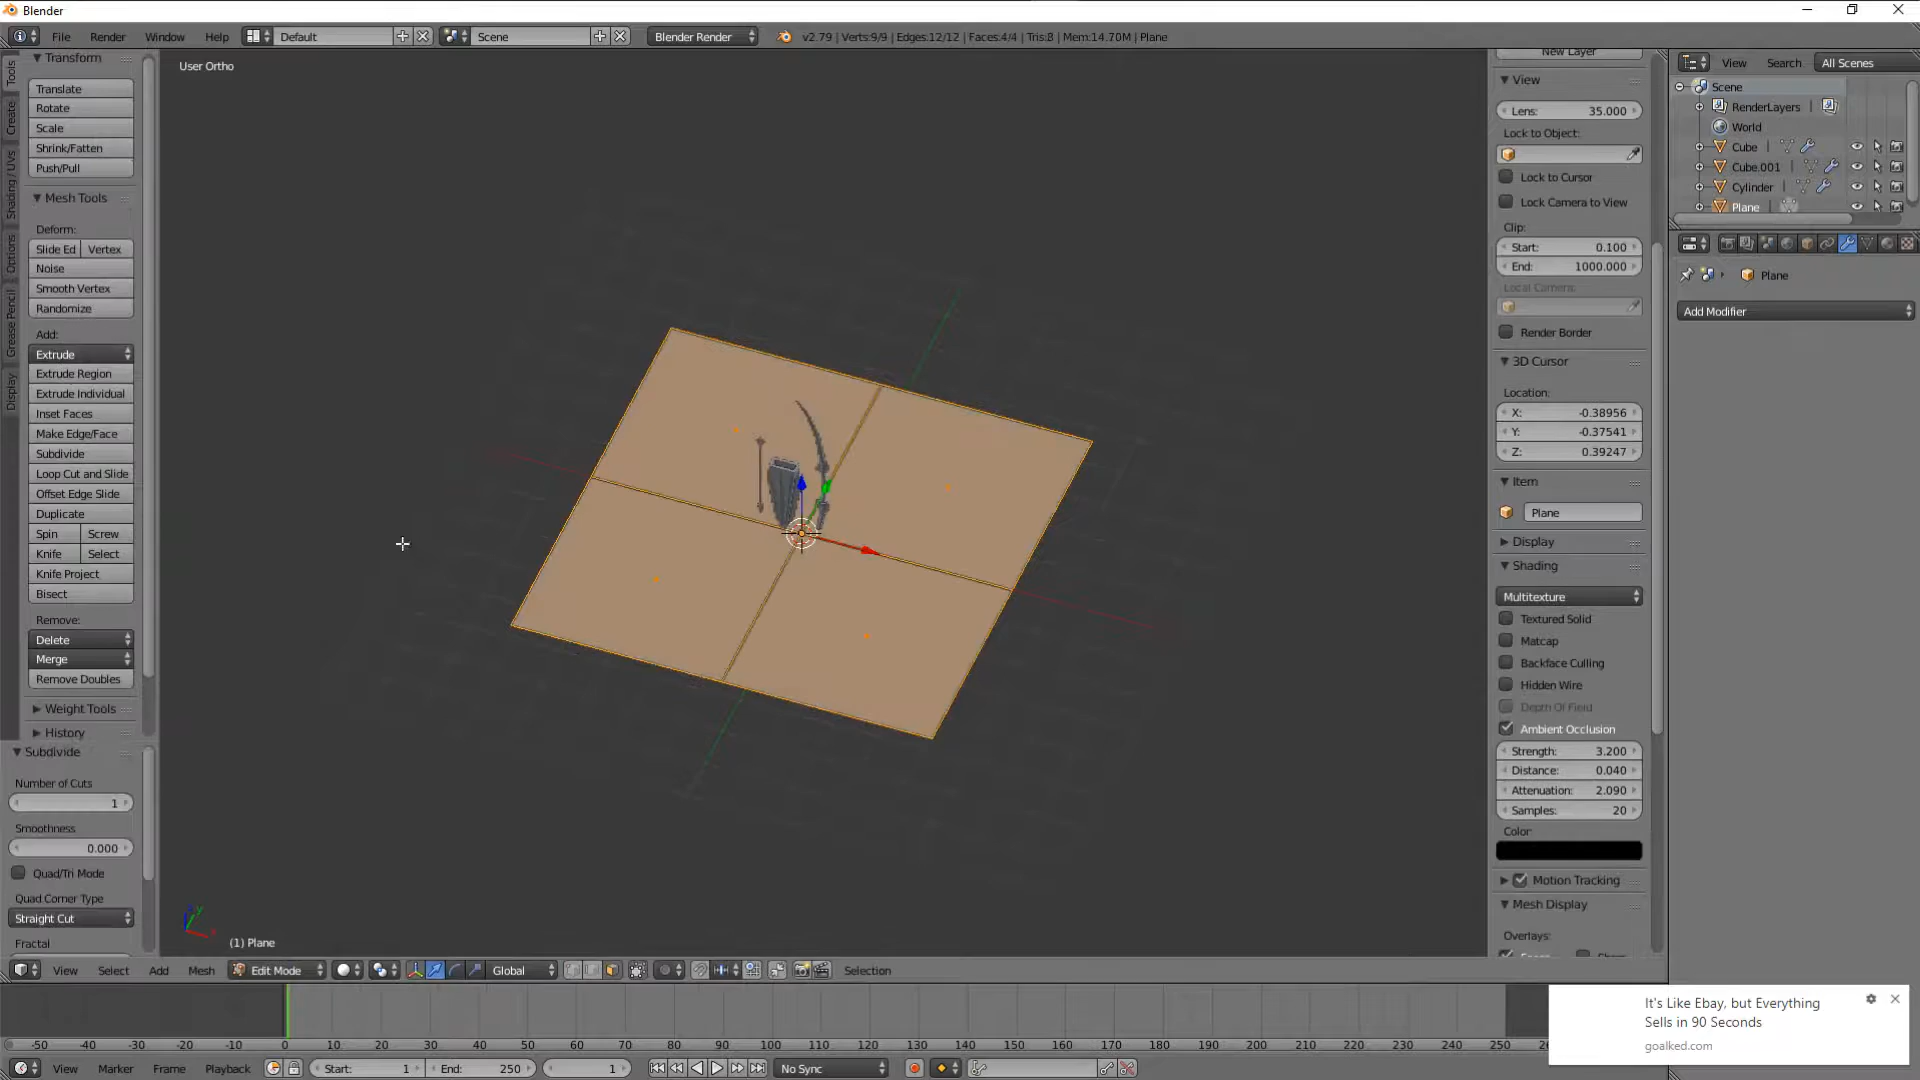 Blender
File Render Window Help Default Scene Blender Render v2.79 | Verts:9/9 | Edges:12/12 | Faces:4/4 | Tris:8 | Mem:14.70M | Plane
Tools
Create
Shading / UVs
Options
Grease Pencil
Display
Transform
Translate
Rotate
Scale
Shrink/Fatten
Push/Pull
Mesh Tools
Deform:
Slide Ed Vertex
Noise
Smooth Vertex
Randomize
Add:
Extrude
Extrude Region
Extrude Individual
Inset Faces
Make Edge/Face
Subdivide
Loop Cut and Slide
Offset Edge Slide
Duplicate
Spin Screw
Knife Select
Knife Project
Bisect
Remove:
Delete
Merge
Remove Doubles
Weight Tools
History
Subdivide
Number of Cuts
1
Smoothness
0.000
Quad/Tri Mode
Quad Corner Type
Straight Cut
Fractal
User Ortho
(1) Plane
New Layer
View
Lens: 35.000
Lock to Object:
Lock to Cursor
Lock Camera to View
Clip:
Start: 0.100
End: 1000.000
Local Camera:
Render Border
3D Cursor
Location:
X: -0.38956
Y: -0.37541
Z: 0.39247
Item
Plane
Display
Shading
Multitexture
Textured Solid
Matcap
Backface Culling
Hidden Wire
Depth Of Field
Ambient Occlusion
Strength: 3.200
Distance: 0.040
Attenuation: 2.090
Samples: 20
Color:
Motion Tracking
Mesh Display
Overlays:
View Search All Scenes
Scene
RenderLayers
World
Cube
Cube.001
Cylinder
Plane
Plane
Add Modifier
View Select Add Mesh Edit Mode Global Selection
-50 -40 -30 -20 -10 0 10 20 30 40 50 60 70 80 90 100 110 120 130 140 150 160 170 180 190 200 210 220 230 240 250
View Marker Frame Playback Start: 1 End: 250 1 No Sync
It's Like Ebay, but Everything
Sells in 90 Seconds
goalked.com